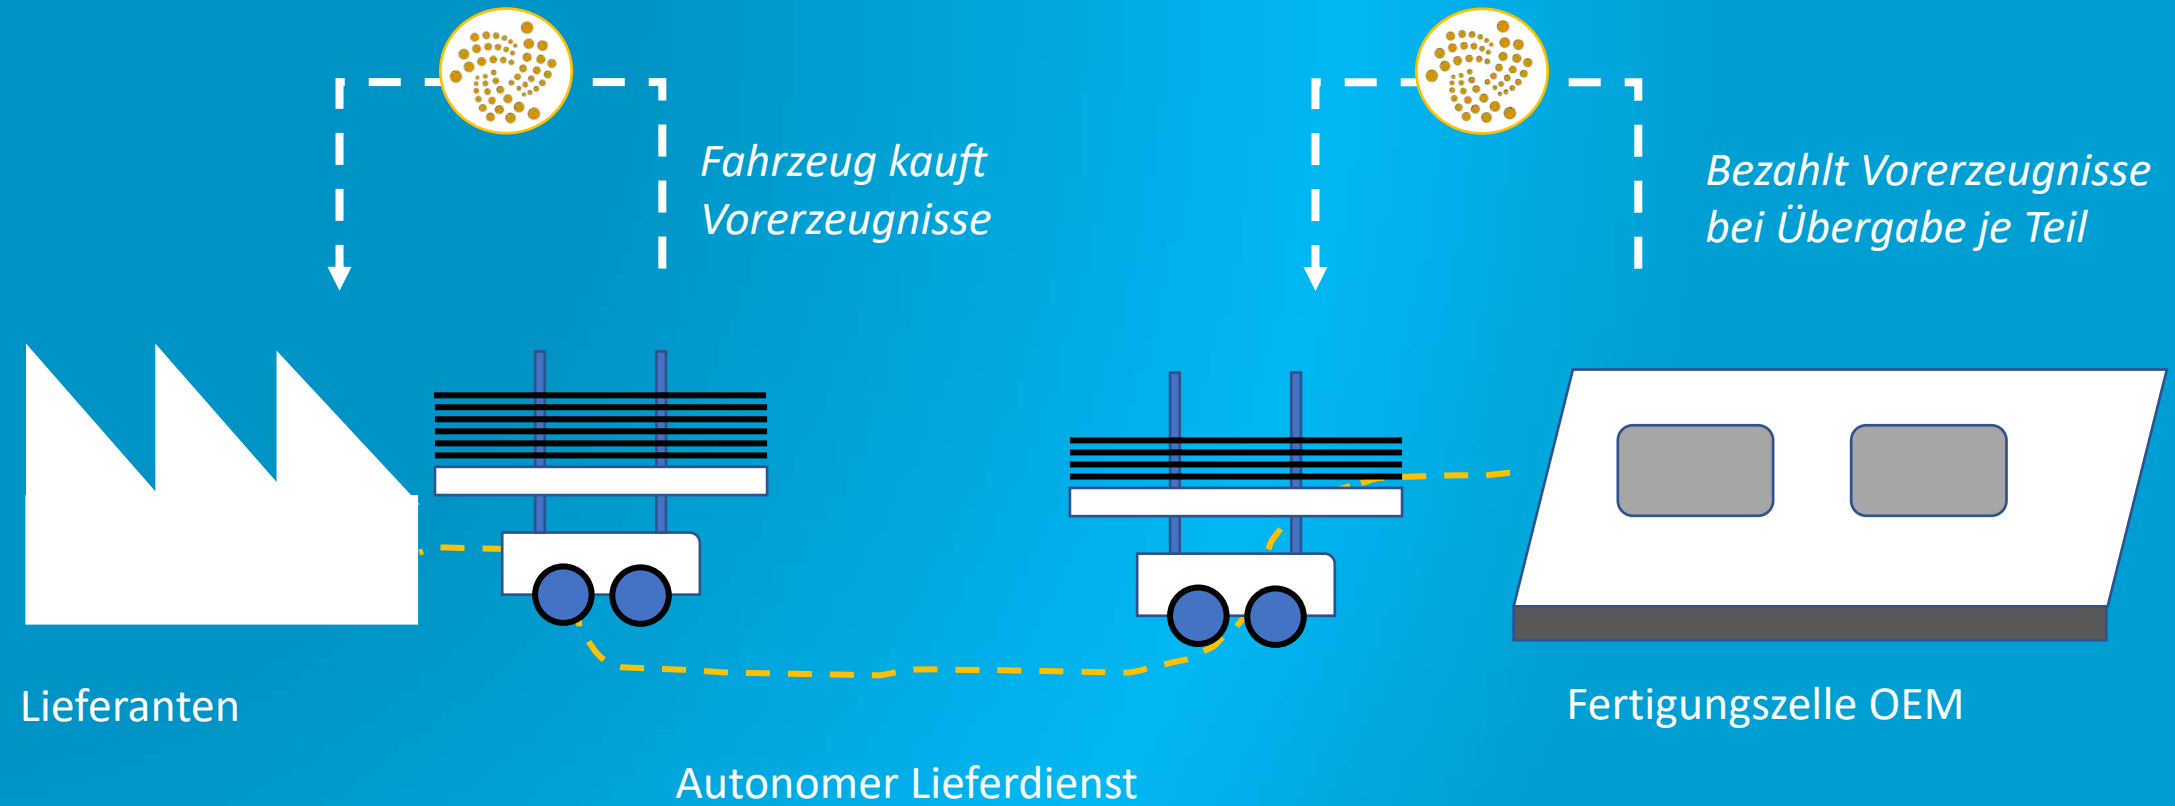 Fahrzeug kauft
Vorerzeugnisse
Bezahlt Vorerzeugnisse
bei Übergabe je Teil
Lieferanten
Autonomer Lieferdienst
Fertigungszelle OEM